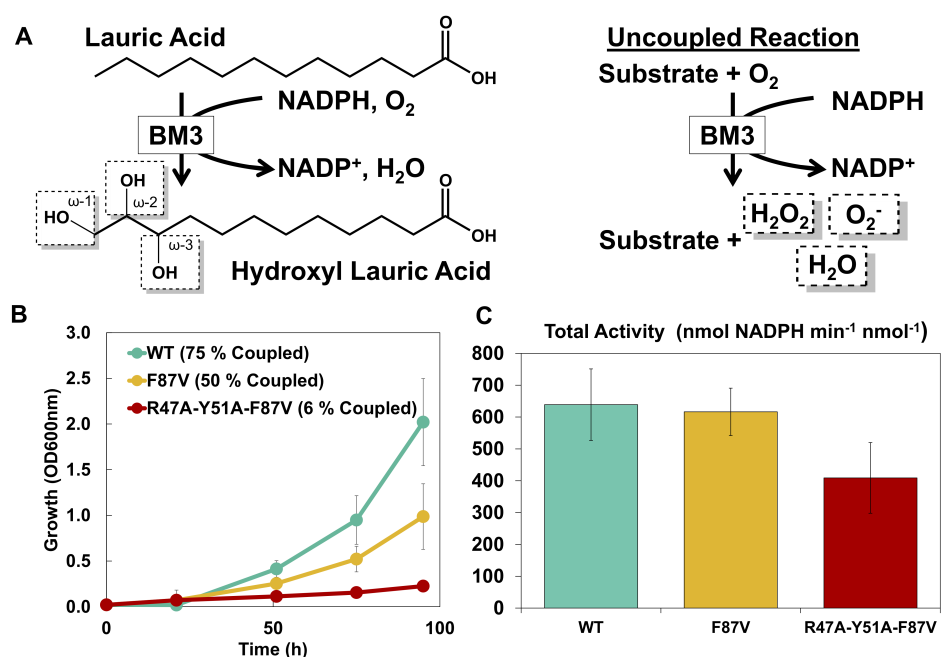 A
Lauric Acid
O
OH
NADPH, O₂
BM3
NADP⁺, H₂O
OH
ω-1
ω-2
HO
ω-3
OH
O
OH
Hydroxyl Lauric Acid
Uncoupled Reaction
Substrate + O₂
NADPH
BM3
NADP⁺
H₂O₂
O₂⁻
Substrate +
H₂O
B
3.0
2.5
2.0
1.5
1.0
0.5
0.0
Growth (OD600nm)
WT (75 % Coupled)
F87V (50 % Coupled)
R47A-Y51A-F87V (6 % Coupled)
0
50
100
Time (h)
C
Total Activity (nmol NADPH min⁻¹ nmol⁻¹)
800
700
600
500
400
300
200
100
0
WT
F87V
R47A-Y51A-F87V